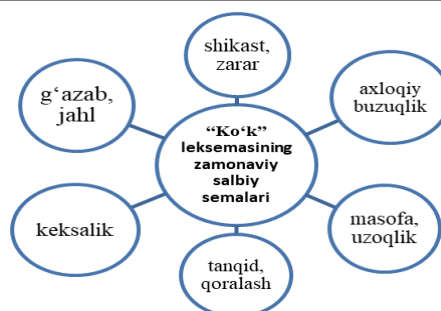 shikast,
zarar
g‘azab,
jahl
axloqiy
buzuqlik
“Ko‘k”
leksemasining
zamonaviy
salbiy
semalari
keksalik
masofa,
uzoqlik
tanqid,
qoralash